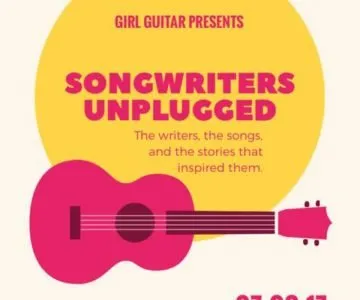 GIRL GUITAR PRESENTS
SONGWRITERS
UNPLUGGED
The writers, the songs,
and the stories that
inspired them.